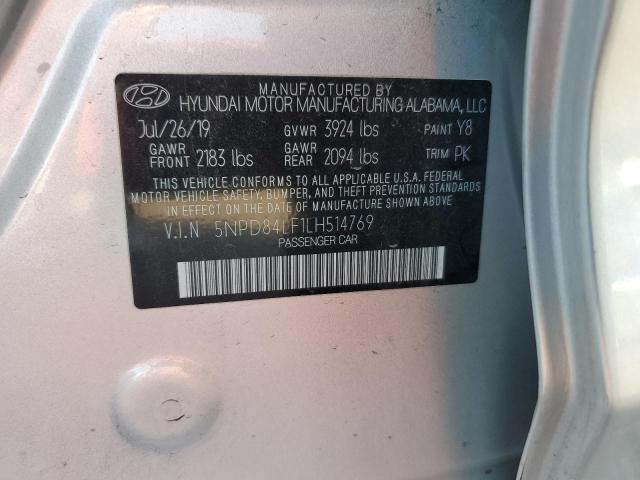 MANUFACTURED BY
HYUNDAI MOTOR MANUFACTURING ALABAMA, LLC
Jul/26/19 GVWR 3924 lbs PAINT Y8
GAWR FRONT 2183 lbs GAWR REAR 2094 lbs TRIM PK
THIS VEHICLE CONFORMS TO ALL APPLICABLE U.S.A. FEDERAL
MOTOR VEHICLE SAFETY, BUMPER, AND THEFT PREVENTION STANDARDS
IN EFFECT ON THE DATE OF MANUFACTURE SHOWN ABOVE.
V.I.N 5NPD84LF1LH514769
PASSENGER CAR